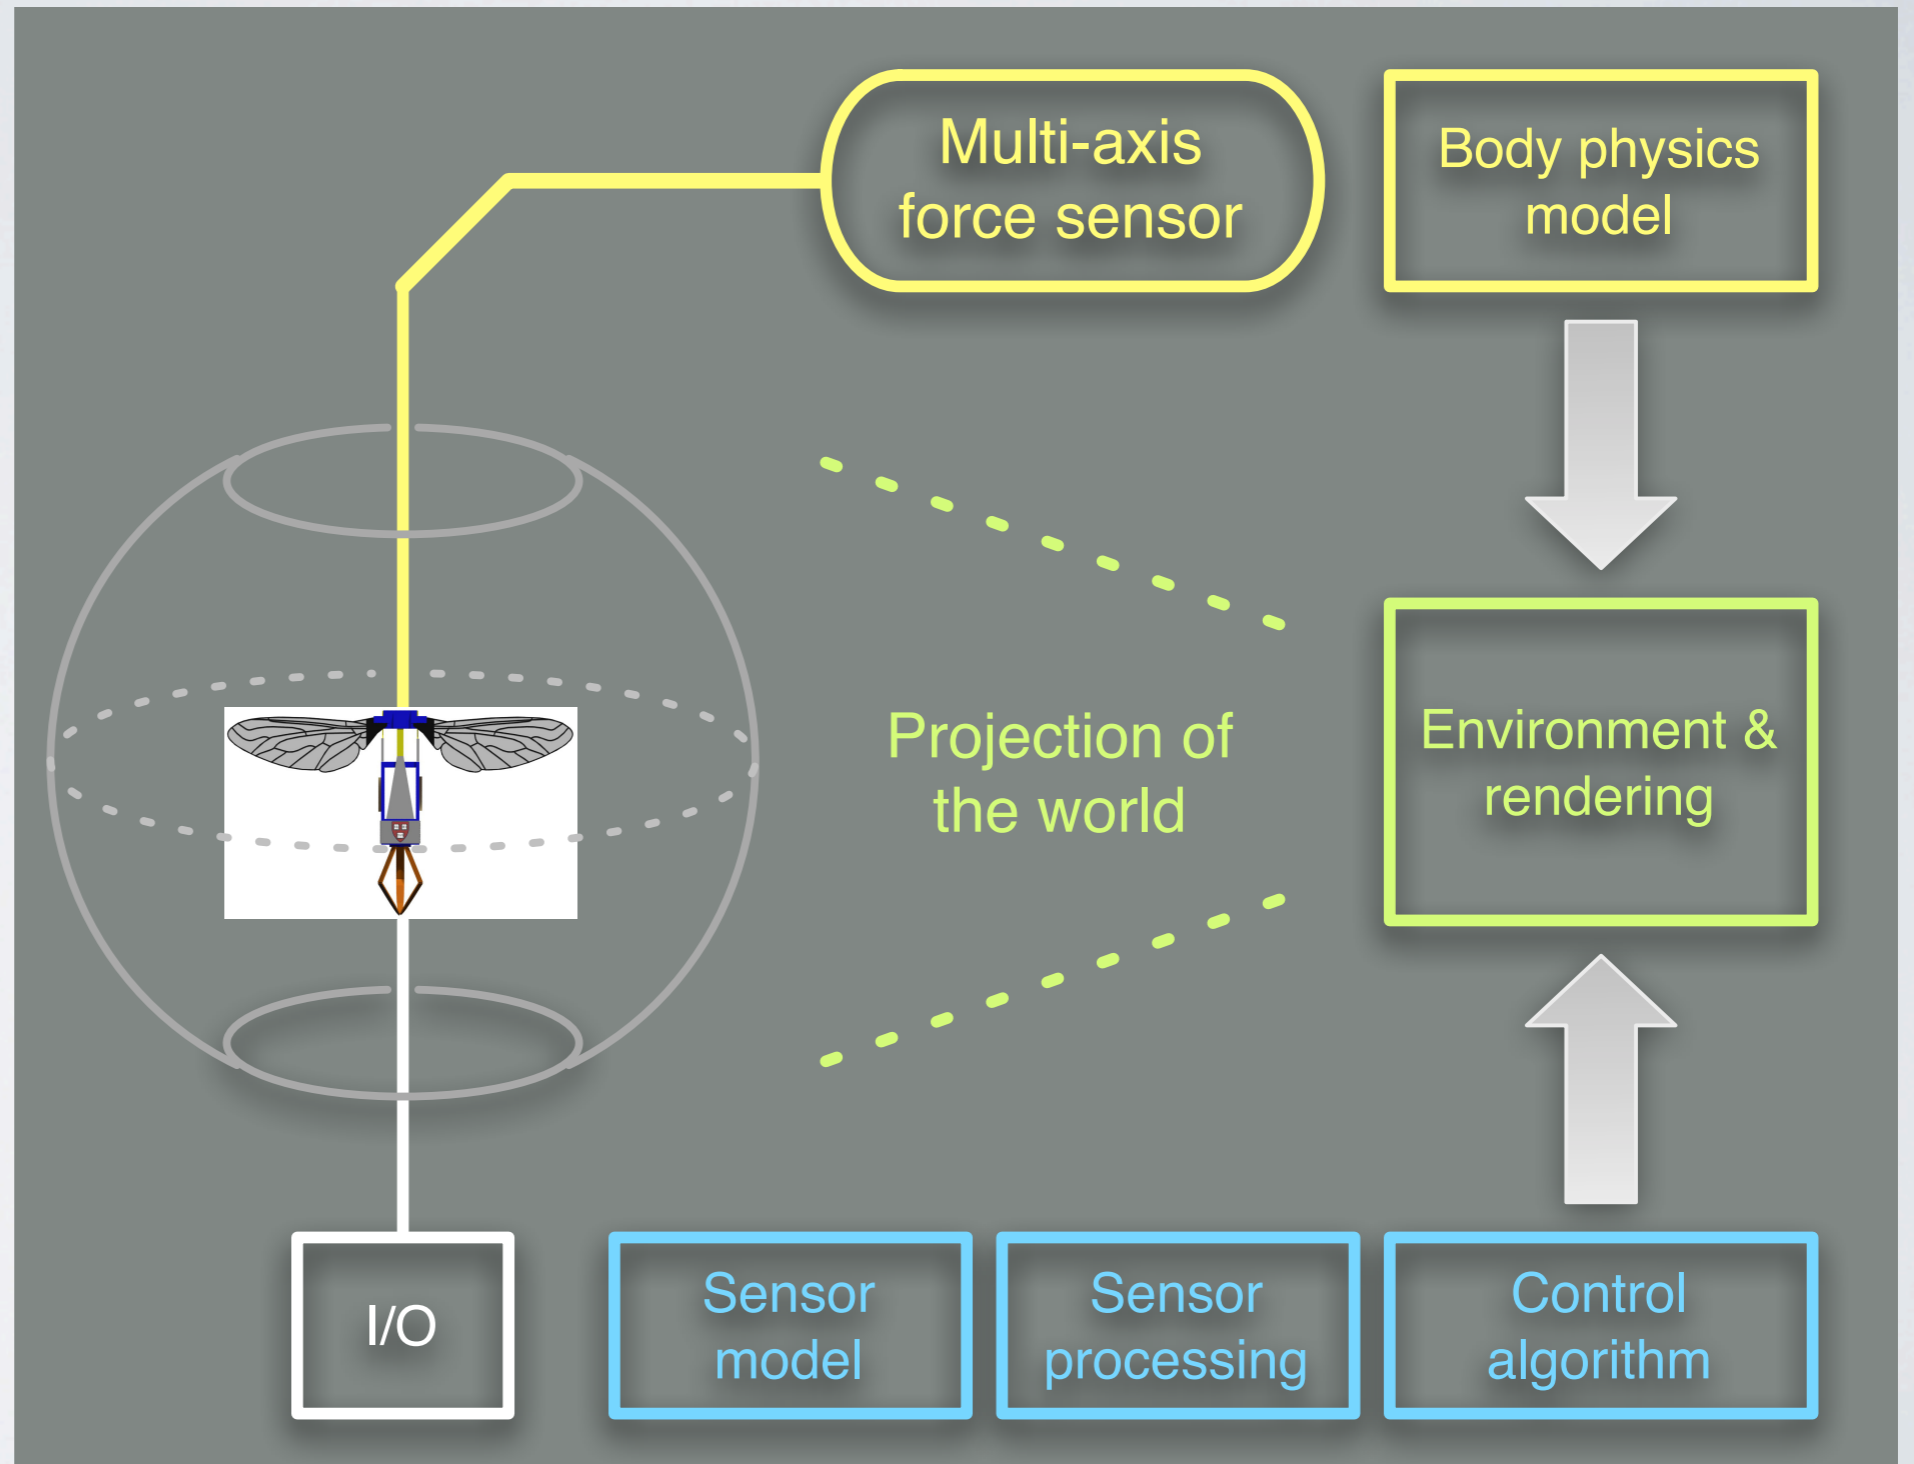 Multi-axis
force sensor
Body physics
model
Projection of
the world
Environment &
rendering
I/O
Sensor
model
Sensor
processing
Control
algorithm